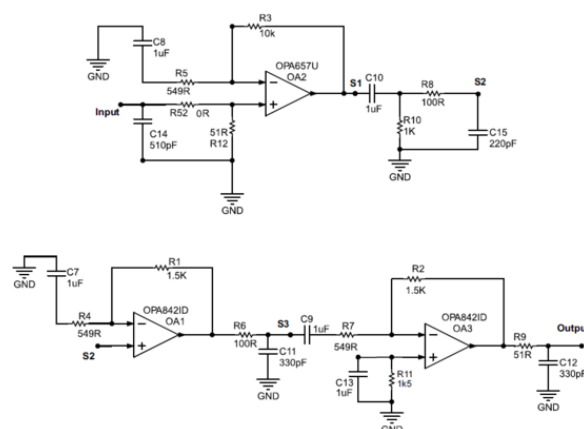 R3
10k
C8
1uF
GND
R5
549R
OPA657U
OA2
S1
C10
1uF
R8
100R
S2
Input
R52
0R
C14
510pF
51R
R12
GND
R10
1K
C15
220pF
GND
R1
1.5K
C7
1uF
GND
R4
549R
OPA842ID
OA1
S2
R6
100R
S3
C9
1uF
C11
330pF
GND
R7
549R
R2
1.5K
OPA842ID
OA3
C13
1uF
R11
1k5
GND
R9
51R
Output
C12
330pF
GND